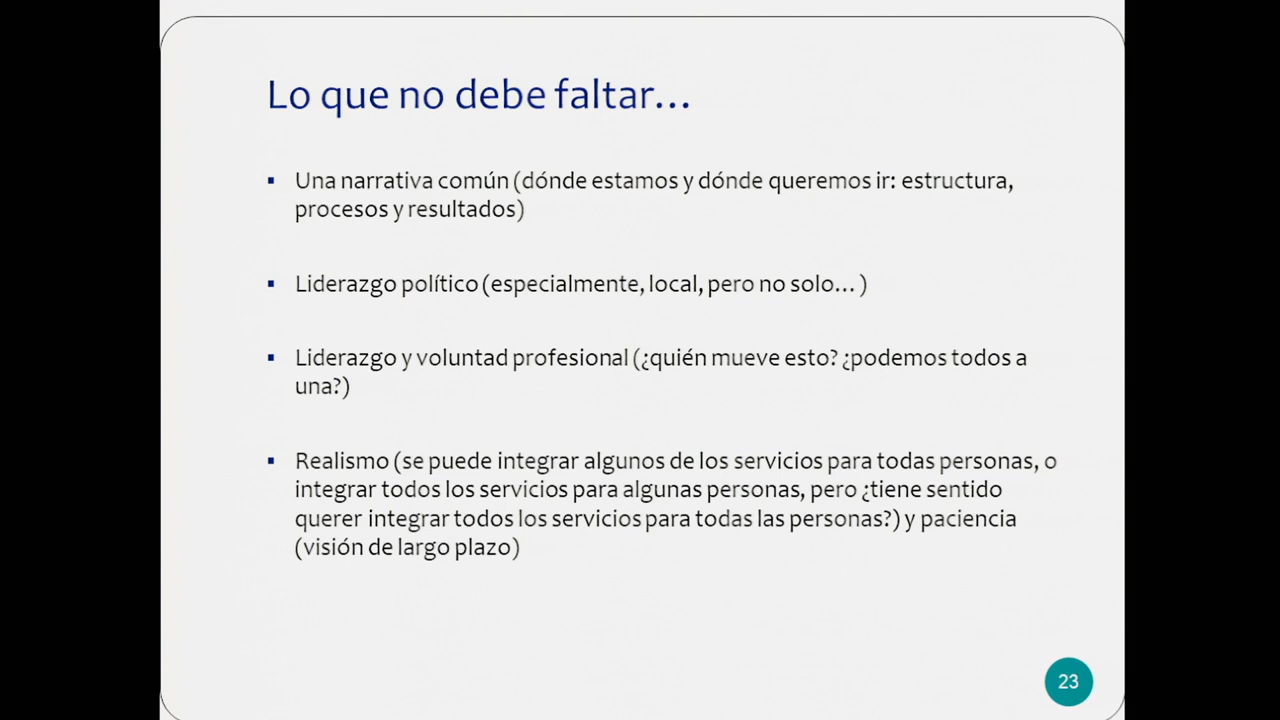 Lo que no debe faltar...
▪ Una narrativa común (dónde estamos y dónde queremos ir: estructura,
procesos y resultados)
▪ Liderazgo político (especialmente, local, pero no solo... )
▪ Liderazgo y voluntad profesional (¿quién mueve esto? ¿podemos todos a
una?)
▪ Realismo (se puede integrar algunos de los servicios para todas personas, o
integrar todos los servicios para algunas personas, pero ¿tiene sentido
querer integrar todos los servicios para todas las personas?) y paciencia
(visión de largo plazo)
23